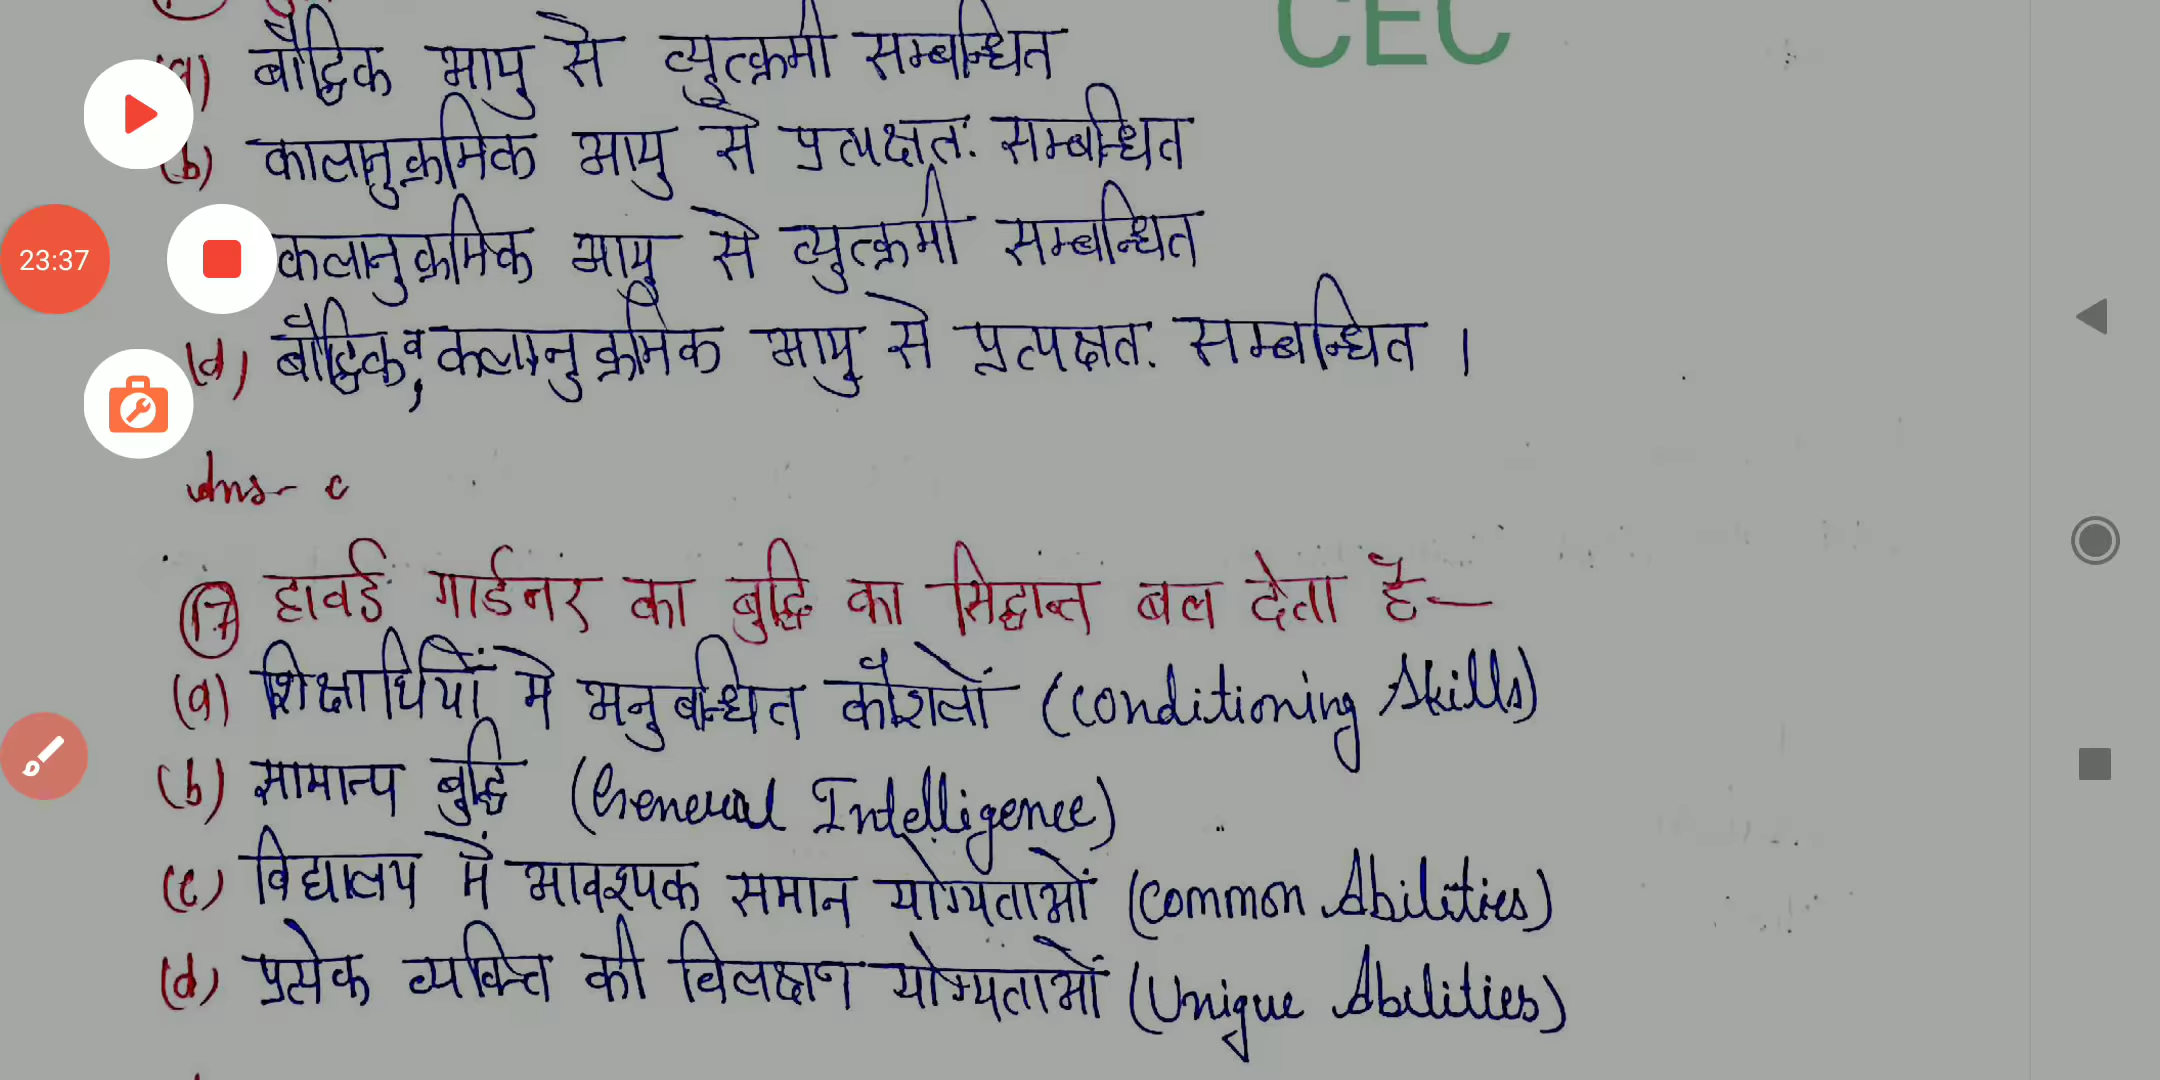 CEC
(a) बौद्धिक आयु से व्युत्क्रमी सम्बन्धित
(b) कालानुक्रमिक आयु से प्रत्यक्षत: सम्बन्धित
कलानुक्रमिक आयु से व्युत्क्रमी सम्बन्धित
23:37
(d) बौद्धिक व कलानुक्रमिक आयु से प्रत्यक्षत: सम्बन्धित ।
Ans- c
(17) हावर्ड गार्डनर का बुद्धि का सिद्धान्त बल देता है—
(a) शिक्षार्थियों में अनुबन्धित कौशलों (conditioning Skills)
(b) सामान्य बुद्धि (General Intelligence)
(c) विद्यालय में आवश्यक समान योग्यताओं (Common Abilities)
(d) प्रत्येक व्यक्ति की विलक्षण योग्यताओं (Unique Abilities)